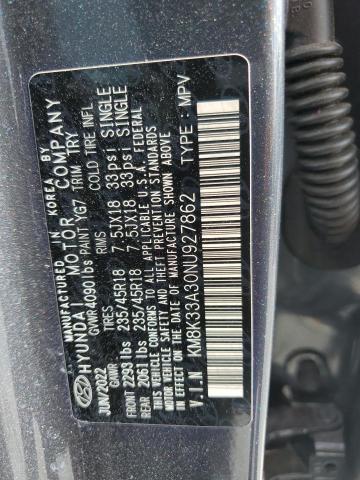 MANUFACTURED IN KOREA BY
HYUNDAI MOTOR COMPANY
JUN/2022 GVWR 4090 lbs PAINT YG7 TRIM TRY
GAWR RIMS COLD TIRE INFL.
FRONT 2293 lbs 235/45R18 7.5JX18 33psi SINGLE
REAR 2061 lbs 235/45R18 7.5JX18 33psi SINGLE
THIS VEHICLE CONFORMS TO ALL APPLICABLE U.S. FEDERAL
MOTOR VEHICLE SAFETY AND THEFT PREVENTION STANDARDS
IN EFFECT ON THE DATE OF MANUFACTURE SHOWN ABOVE.
V.I.N : KM8K33A30NU927862 TYPE : MPV